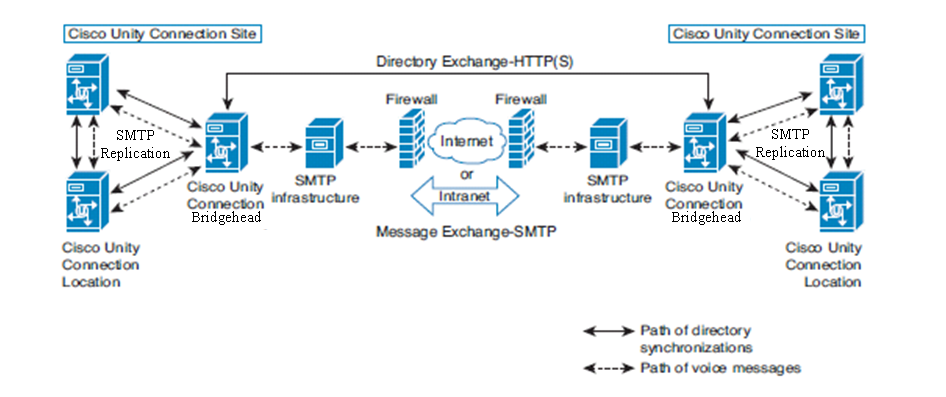 Cisco Unity Connection Site
Cisco Unity Connection Site
Directory Exchange-HTTP(S)
Firewall
Firewall
SMTP
Replication
SMTP
Replication
Internet
or
Intranet
Cisco Unity
Connection
Bridgehead
SMTP
infrastructure
SMTP
infrastructure
Cisco Unity
Connection
Bridgehead
Message Exchange-SMTP
Cisco Unity
Connection
Location
Cisco Unity
Connection
Location
Path of directory
synchronizations
Path of voice messages